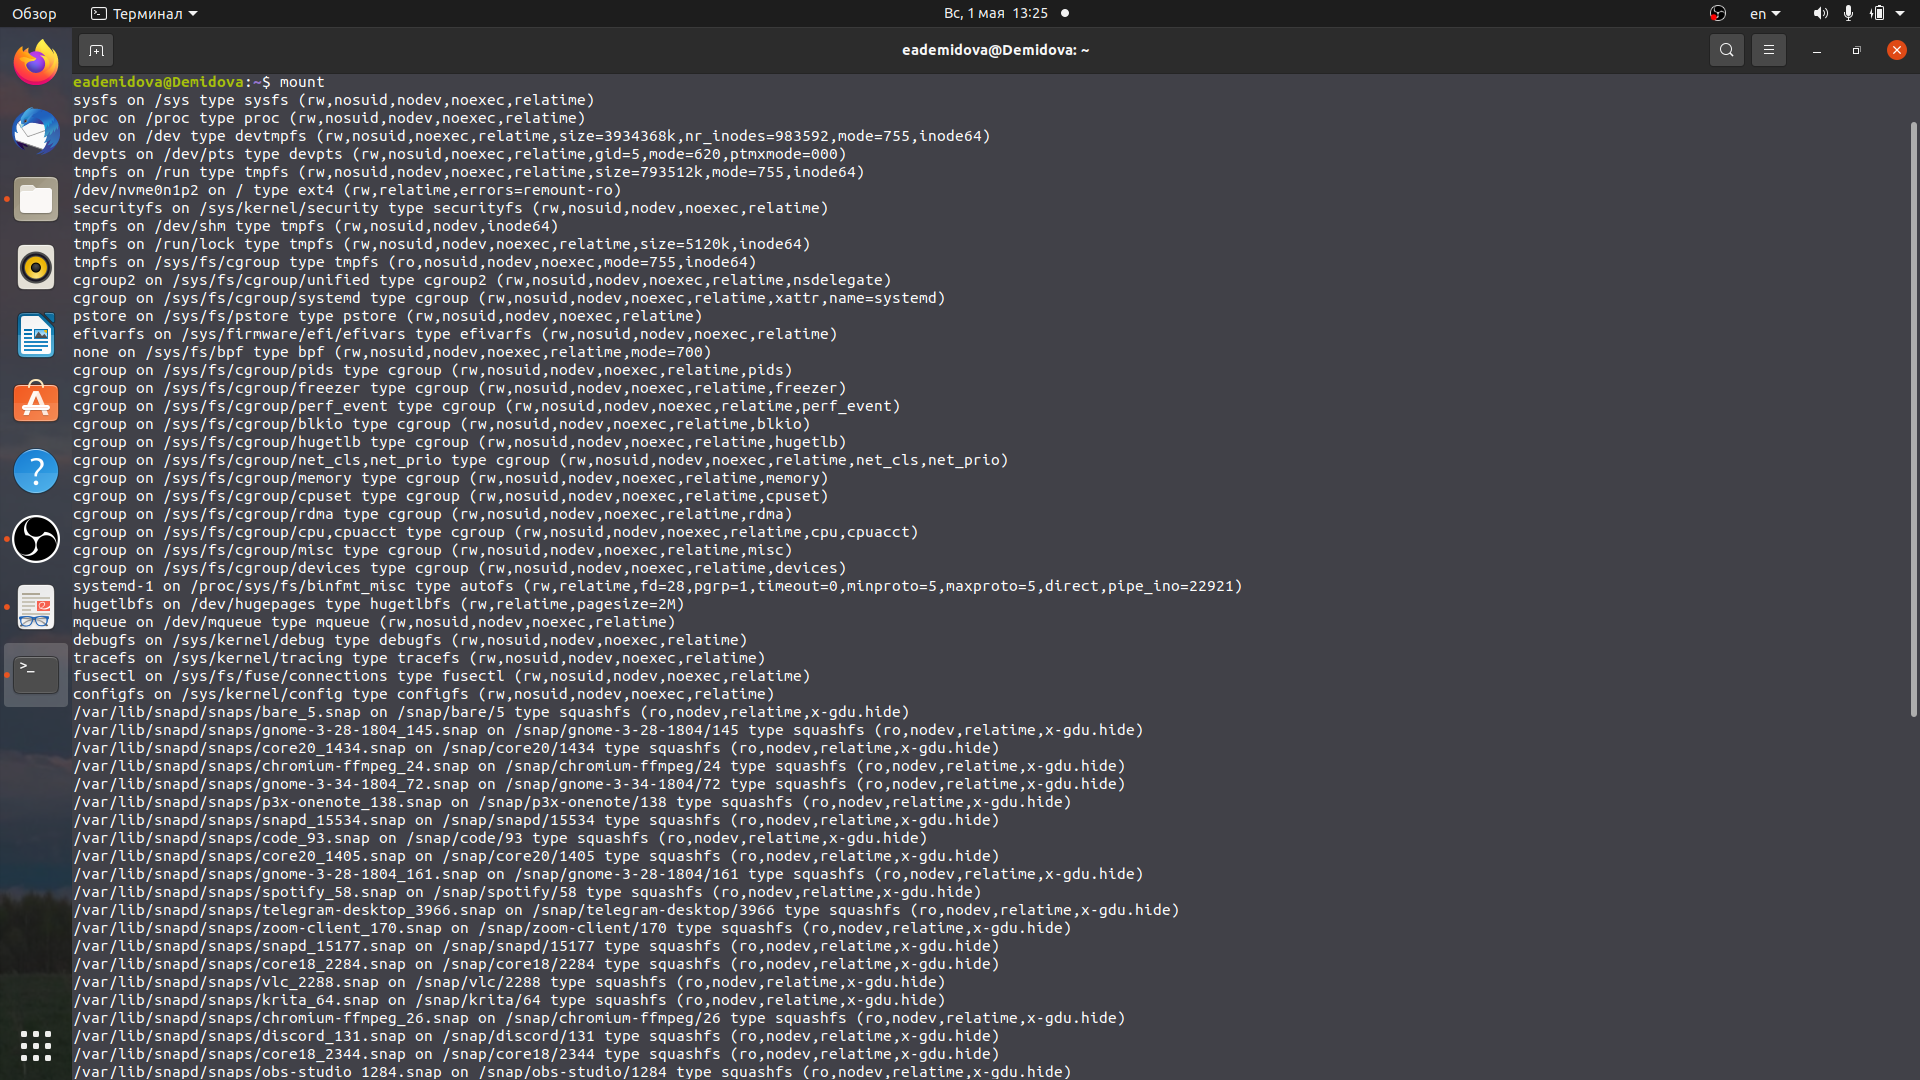 Обзор
Терминал
Вс, 1 мая 13:25
en
eademidova@Demidova: ~
eademidova@Demidova:~$ mount
sysfs on /sys type sysfs (rw,nosuid,nodev,noexec,relatime)
proc on /proc type proc (rw,nosuid,nodev,noexec,relatime)
udev on /dev type devtmpfs (rw,nosuid,noexec,relatime,size=3934368k,nr_inodes=983592,mode=755,inode64)
devpts on /dev/pts type devpts (rw,nosuid,noexec,relatime,gid=5,mode=620,ptmxmode=000)
tmpfs on /run type tmpfs (rw,nosuid,nodev,noexec,relatime,size=793512k,mode=755,inode64)
/dev/nvme0n1p2 on / type ext4 (rw,relatime,errors=remount-ro)
securityfs on /sys/kernel/security type securityfs (rw,nosuid,nodev,noexec,relatime)
tmpfs on /dev/shm type tmpfs (rw,nosuid,nodev,inode64)
tmpfs on /run/lock type tmpfs (rw,nosuid,nodev,noexec,relatime,size=5120k,inode64)
tmpfs on /sys/fs/cgroup type tmpfs (ro,nosuid,nodev,noexec,mode=755,inode64)
cgroup2 on /sys/fs/cgroup/unified type cgroup2 (rw,nosuid,nodev,noexec,relatime,nsdelegate)
cgroup on /sys/fs/cgroup/systemd type cgroup (rw,nosuid,nodev,noexec,relatime,xattr,name=systemd)
pstore on /sys/fs/pstore type pstore (rw,nosuid,nodev,noexec,relatime)
efivarfs on /sys/firmware/efi/efivars type efivarfs (rw,nosuid,nodev,noexec,relatime)
none on /sys/fs/bpf type bpf (rw,nosuid,nodev,noexec,relatime,mode=700)
cgroup on /sys/fs/cgroup/pids type cgroup (rw,nosuid,nodev,noexec,relatime,pids)
cgroup on /sys/fs/cgroup/freezer type cgroup (rw,nosuid,nodev,noexec,relatime,freezer)
cgroup on /sys/fs/cgroup/perf_event type cgroup (rw,nosuid,nodev,noexec,relatime,perf_event)
cgroup on /sys/fs/cgroup/blkio type cgroup (rw,nosuid,nodev,noexec,relatime,blkio)
cgroup on /sys/fs/cgroup/hugetlb type cgroup (rw,nosuid,nodev,noexec,relatime,hugetlb)
cgroup on /sys/fs/cgroup/net_cls,net_prio type cgroup (rw,nosuid,nodev,noexec,relatime,net_cls,net_prio)
cgroup on /sys/fs/cgroup/memory type cgroup (rw,nosuid,nodev,noexec,relatime,memory)
cgroup on /sys/fs/cgroup/cpuset type cgroup (rw,nosuid,nodev,noexec,relatime,cpuset)
cgroup on /sys/fs/cgroup/rdma type cgroup (rw,nosuid,nodev,noexec,relatime,rdma)
cgroup on /sys/fs/cgroup/cpu,cpuacct type cgroup (rw,nosuid,nodev,noexec,relatime,cpu,cpuacct)
cgroup on /sys/fs/cgroup/misc type cgroup (rw,nosuid,nodev,noexec,relatime,misc)
cgroup on /sys/fs/cgroup/devices type cgroup (rw,nosuid,nodev,noexec,relatime,devices)
systemd-1 on /proc/sys/fs/binfmt_misc type autofs (rw,relatime,fd=28,pgrp=1,timeout=0,minproto=5,maxproto=5,direct,pipe_ino=22921)
hugetlbfs on /dev/hugepages type hugetlbfs (rw,relatime,pagesize=2M)
mqueue on /dev/mqueue type mqueue (rw,nosuid,nodev,noexec,relatime)
debugfs on /sys/kernel/debug type debugfs (rw,nosuid,nodev,noexec,relatime)
tracefs on /sys/kernel/tracing type tracefs (rw,nosuid,nodev,noexec,relatime)
fusectl on /sys/fs/fuse/connections type fusectl (rw,nosuid,nodev,noexec,relatime)
configfs on /sys/kernel/config type configfs (rw,nosuid,nodev,noexec,relatime)
/var/lib/snapd/snaps/bare_5.snap on /snap/bare/5 type squashfs (ro,nodev,relatime,x-gdu.hide)
/var/lib/snapd/snaps/gnome-3-28-1804_145.snap on /snap/gnome-3-28-1804/145 type squashfs (ro,nodev,relatime,x-gdu.hide)
/var/lib/snapd/snaps/core20_1434.snap on /snap/core20/1434 type squashfs (ro,nodev,relatime,x-gdu.hide)
/var/lib/snapd/snaps/chromium-ffmpeg_24.snap on /snap/chromium-ffmpeg/24 type squashfs (ro,nodev,relatime,x-gdu.hide)
/var/lib/snapd/snaps/gnome-3-34-1804_72.snap on /snap/gnome-3-34-1804/72 type squashfs (ro,nodev,relatime,x-gdu.hide)
/var/lib/snapd/snaps/p3x-onenote_138.snap on /snap/p3x-onenote/138 type squashfs (ro,nodev,relatime,x-gdu.hide)
/var/lib/snapd/snaps/snapd_15534.snap on /snap/snapd/15534 type squashfs (ro,nodev,relatime,x-gdu.hide)
/var/lib/snapd/snaps/code_93.snap on /snap/code/93 type squashfs (ro,nodev,relatime,x-gdu.hide)
/var/lib/snapd/snaps/core20_1405.snap on /snap/core20/1405 type squashfs (ro,nodev,relatime,x-gdu.hide)
/var/lib/snapd/snaps/gnome-3-28-1804_161.snap on /snap/gnome-3-28-1804/161 type squashfs (ro,nodev,relatime,x-gdu.hide)
/var/lib/snapd/snaps/spotify_58.snap on /snap/spotify/58 type squashfs (ro,nodev,relatime,x-gdu.hide)
/var/lib/snapd/snaps/telegram-desktop_3966.snap on /snap/telegram-desktop/3966 type squashfs (ro,nodev,relatime,x-gdu.hide)
/var/lib/snapd/snaps/zoom-client_170.snap on /snap/zoom-client/170 type squashfs (ro,nodev,relatime,x-gdu.hide)
/var/lib/snapd/snaps/snapd_15177.snap on /snap/snapd/15177 type squashfs (ro,nodev,relatime,x-gdu.hide)
/var/lib/snapd/snaps/core18_2284.snap on /snap/core18/2284 type squashfs (ro,nodev,relatime,x-gdu.hide)
/var/lib/snapd/snaps/vlc_2288.snap on /snap/vlc/2288 type squashfs (ro,nodev,relatime,x-gdu.hide)
/var/lib/snapd/snaps/krita_64.snap on /snap/krita/64 type squashfs (ro,nodev,relatime,x-gdu.hide)
/var/lib/snapd/snaps/chromium-ffmpeg_26.snap on /snap/chromium-ffmpeg/26 type squashfs (ro,nodev,relatime,x-gdu.hide)
/var/lib/snapd/snaps/discord_131.snap on /snap/discord/131 type squashfs (ro,nodev,relatime,x-gdu.hide)
/var/lib/snapd/snaps/core18_2344.snap on /snap/core18/2344 type squashfs (ro,nodev,relatime,x-gdu.hide)
/var/lib/snapd/snaps/obs-studio_1284.snap on /snap/obs-studio/1284 type squashfs (ro,nodev,relatime,x-gdu.hide)